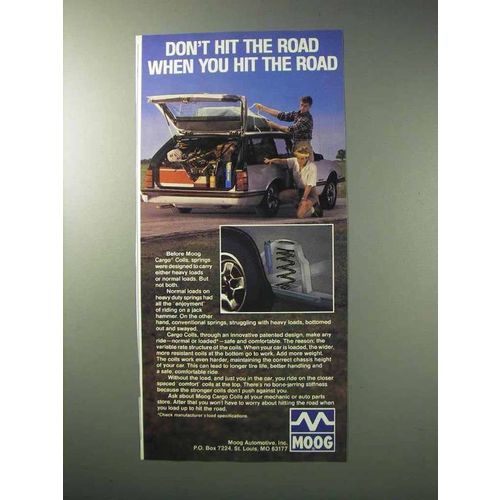 DON'T HIT THE ROAD
WHEN YOU HIT THE ROAD
Before Moog
Cargo* Coils, springs
were designed to carry
either heavy loads
or normal loads. But
not both.
Normal loads on
heavy duty springs had
all the "enjoyment"
of riding on a jack
hammer. On the other
hand, conventional springs, struggling with heavy loads, bottomed
out and swayed.
Cargo Coils, through an innovative patented design, make any
ride—normal or loaded*—safe and comfortable. The reason; the
variable rate structure of the coils. When your car is loaded, the wider,
more resistant coils at the bottom go to work. Add more weight.
The coils work even harder, maintaining the correct chassis height
of your car. This can lead to longer tire life, better handling and
a safe, comfortable ride.
Without the load, and just you in the car, you ride on the closer
spaced "comfort" coils at the top. There's no bone-jarring stiffness
because the stronger coils don't push against you.
Ask about Moog Cargo Coils at your mechanic or auto parts
store. After that you won't have to worry about hitting the road when
you load up to hit the road.
*Check manufacturer's load specifications.
Moog Automotive, Inc.
P.O. Box 7224, St. Louis, MO 63177
MOOG